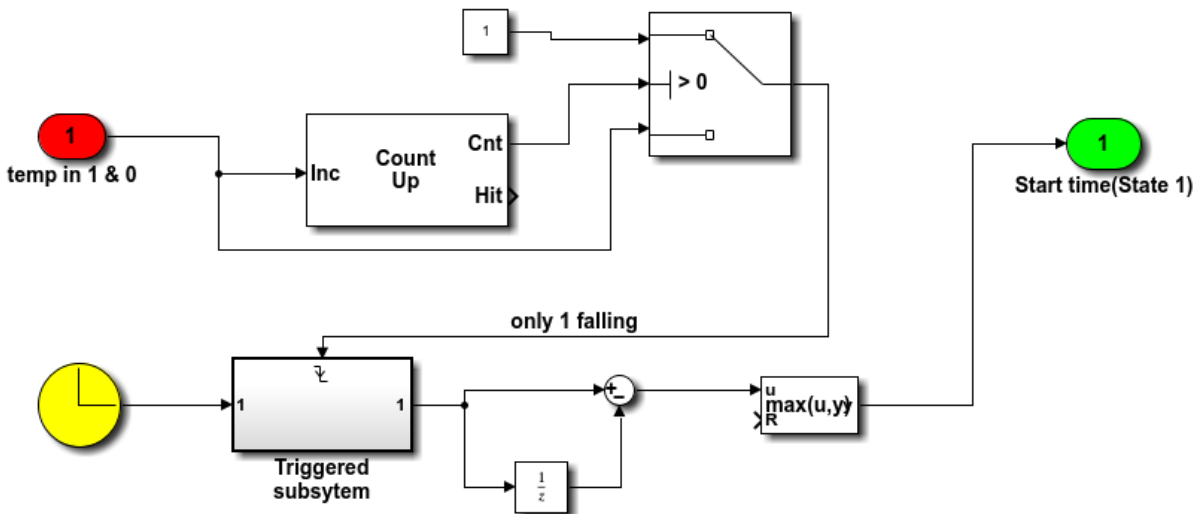 1
1
temp in 1 & 0
Inc
Count
Up
Cnt
Hit
> 0
1
Start time(State 1)
only 1 falling
1
1
Triggered
subsytem
+
-
1
z
u
max(u,y)
y
R